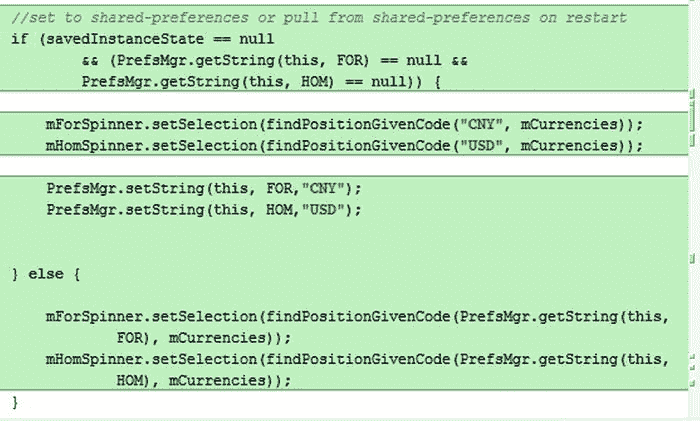 //set to shared-preferences or pull from shared-preferences on restart
if (savedInstanceState == null
&& (PrefsMgr.getString(this, FOR) == null &&
PrefsMgr.getString(this, HOM) == null)) {
mForSpinner.setSelection(findPositionGivenCode("CNY", mCurrencies));
mHomSpinner.setSelection(findPositionGivenCode("USD", mCurrencies));
PrefsMgr.setString(this, FOR,"CNY");
PrefsMgr.setString(this, HOM,"USD");
} else {
mForSpinner.setSelection(findPositionGivenCode(PrefsMgr.getString(this,
FOR), mCurrencies));
mHomSpinner.setSelection(findPositionGivenCode(PrefsMgr.getString(this,
HOM), mCurrencies));
}